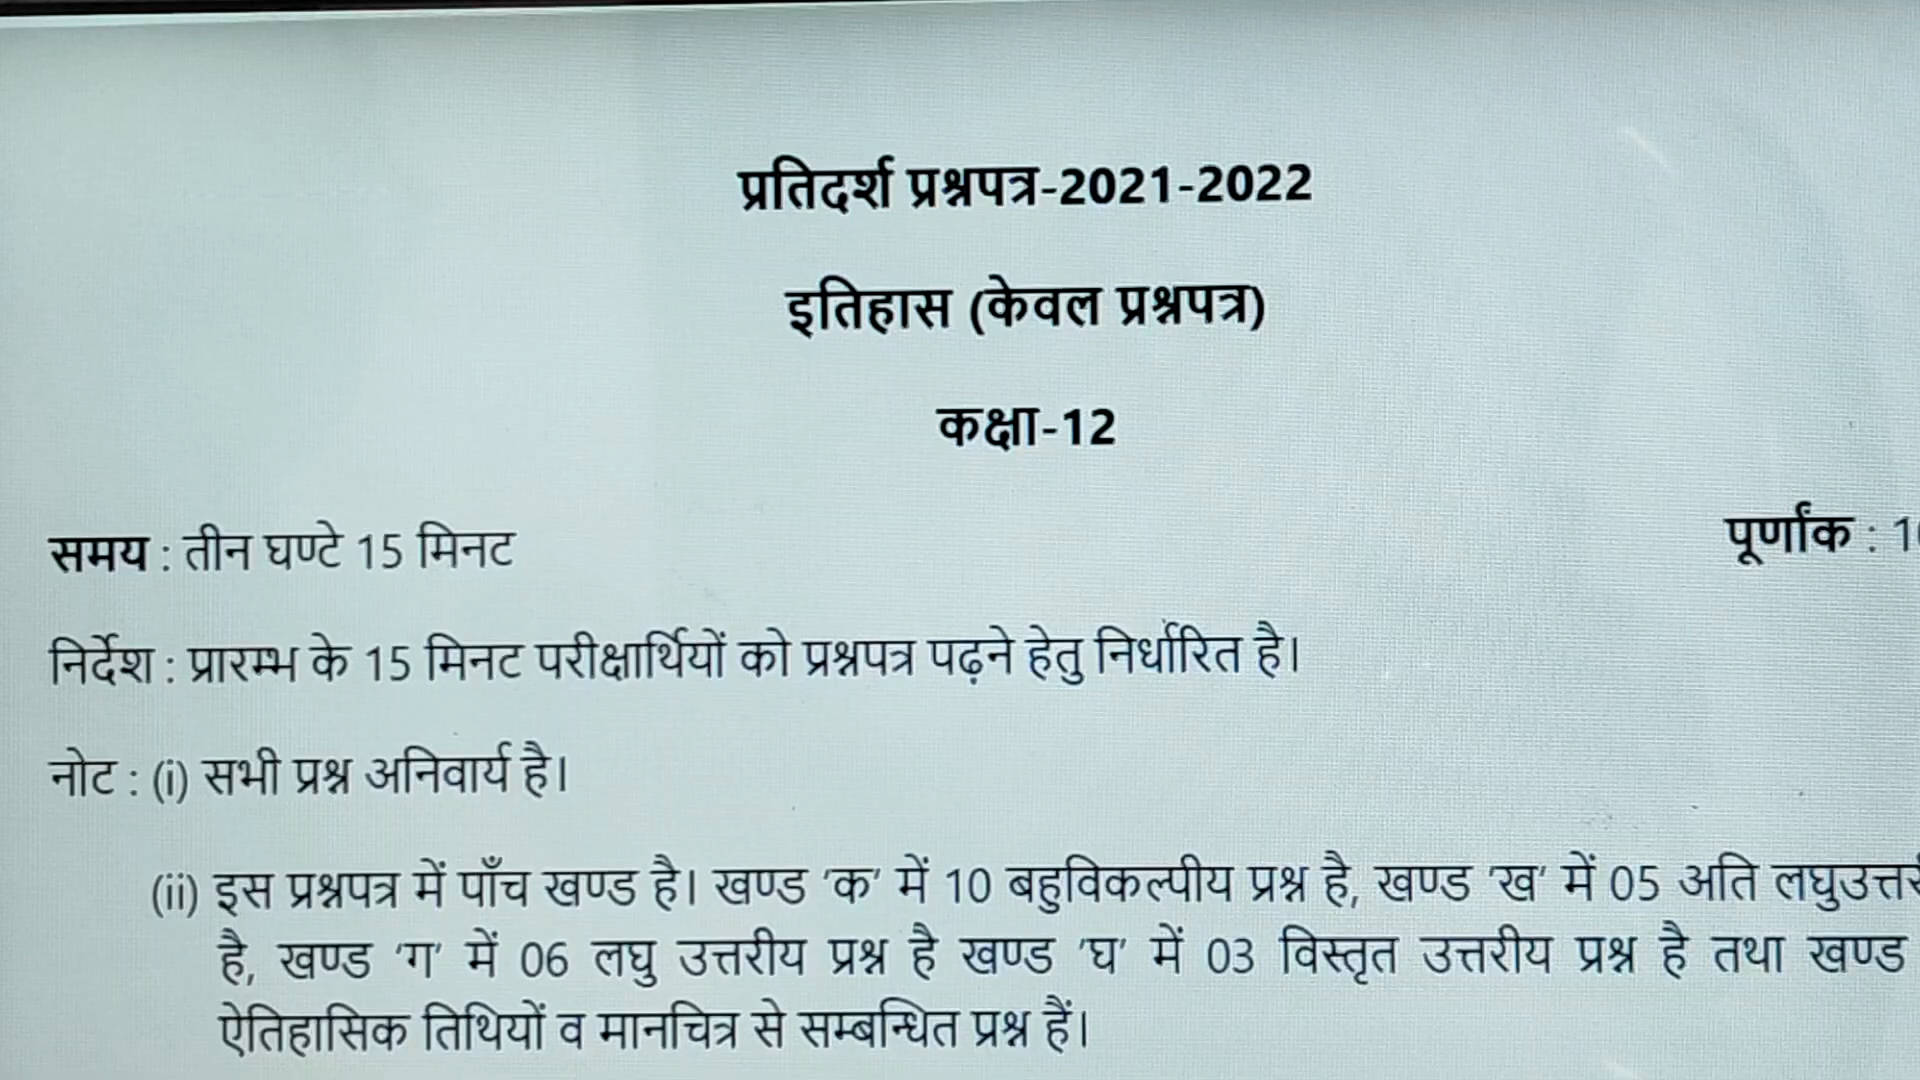 प्रतिदर्श प्रश्नपत्र-2021-2022
इतिहास (केवल प्रश्नपत्र)
कक्षा-12
समय : तीन घण्टे 15 मिनट पूर्णांक :
निर्देश : प्रारम्भ के 15 मिनट परीक्षार्थियों को प्रश्नपत्र पढ़ने हेतु निर्धारित है।
नोट : (i) सभी प्रश्न अनिवार्य है।
(ii) इस प्रश्नपत्र में पाँच खण्ड है। खण्ड 'क' में 10 बहुविकल्पीय प्रश्न है, खण्ड 'ख' में 05 अति
है, खण्ड 'ग' में 06 लघु उत्तरीय प्रश्न है खण्ड 'घ' में 03 विस्तृत उत्तरीय प्रश्न है तथा खण्ड
ऐतिहासिक तिथियों व मानचित्र से सम्बन्धित प्रश्न हैं।